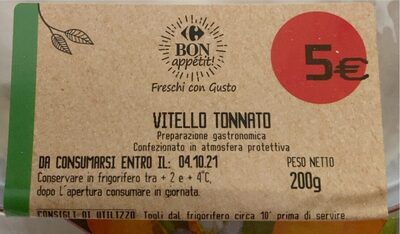 BON
appétit!
Freschi con Gusto
5€
VITELLO TONNATO
Preparazione gastronomica
Confezionato in atmosfera protettiva
DA CONSUMARSI ENTRO IL: 04.10.21
PESO NETTO
Conservare in frigorifero tra + 2 e + 4°C,
dopo l'apertura consumare in giornata.
200g
CONSIGLI DI UTILIZZO Togli dal frigorifero circa 10' prima di servire.